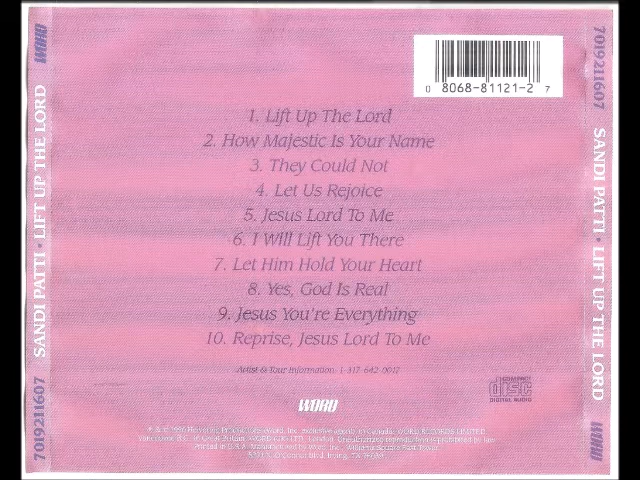 WORD
SANDI PATTI • LIFT UP THE LORD
7019211607
0 8068-81121-2 7
1. Lift Up The Lord
2. How Majestic Is Your Name
3. They Could Not
4. Let Us Rejoice
5. Jesus Lord To Me
6. I Will Lift You There
7. Let Him Hold Your Heart
8. Yes, God Is Real
9. Jesus You're Everything
10. Reprise, Jesus Lord To Me
Artist & Tour Information: 1-317-642-0017
WORD
COMPACT
disc
DIGITAL AUDIO
7019211607
SANDI PATTI • LIFT UP THE LORD
WORD